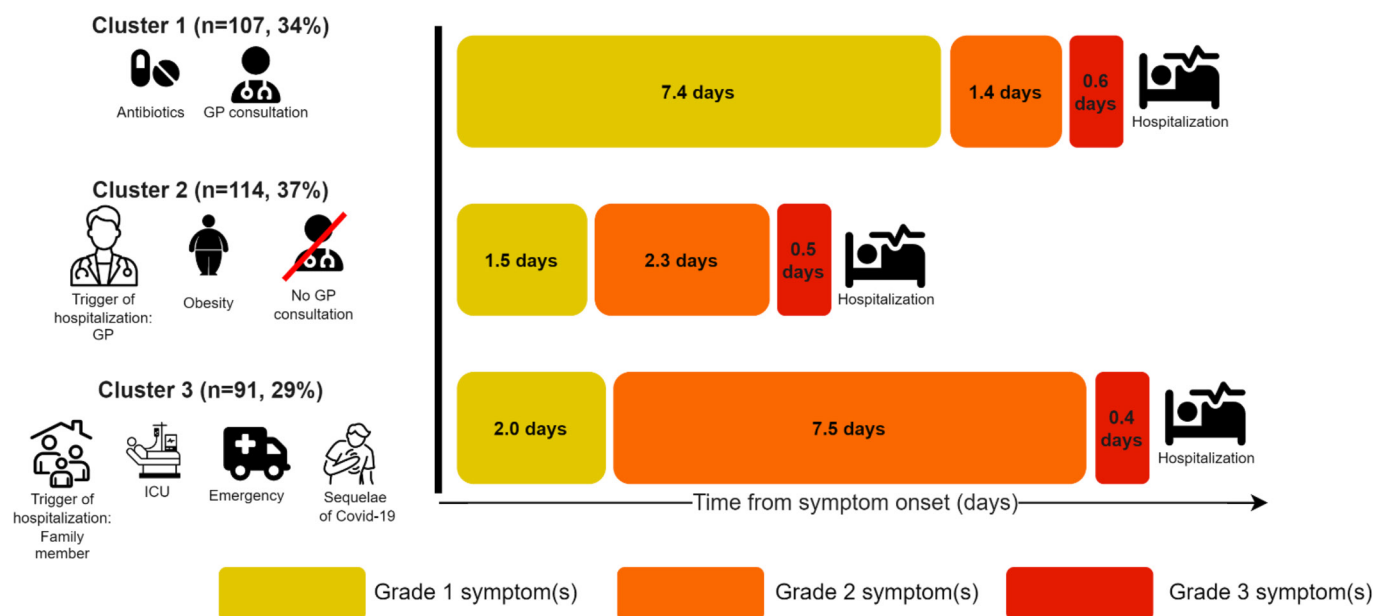 Cluster 1 (n=107, 34%)
Antibiotics
GP consultation
7.4 days
1.4 days
0.6
days
Hospitalization
Cluster 2 (n=114, 37%)
Trigger of
hospitalization:
GP
Obesity
No GP
consultation
1.5 days
2.3 days
0.5
days
Hospitalization
Cluster 3 (n=91, 29%)
Trigger of
hospitalization:
Family
member
ICU
Emergency
Sequelae
of Covid-19
2.0 days
7.5 days
0.4
days
Hospitalization
Time from symptom onset (days)
Grade 1 symptom(s)
Grade 2 symptom(s)
Grade 3 symptom(s)